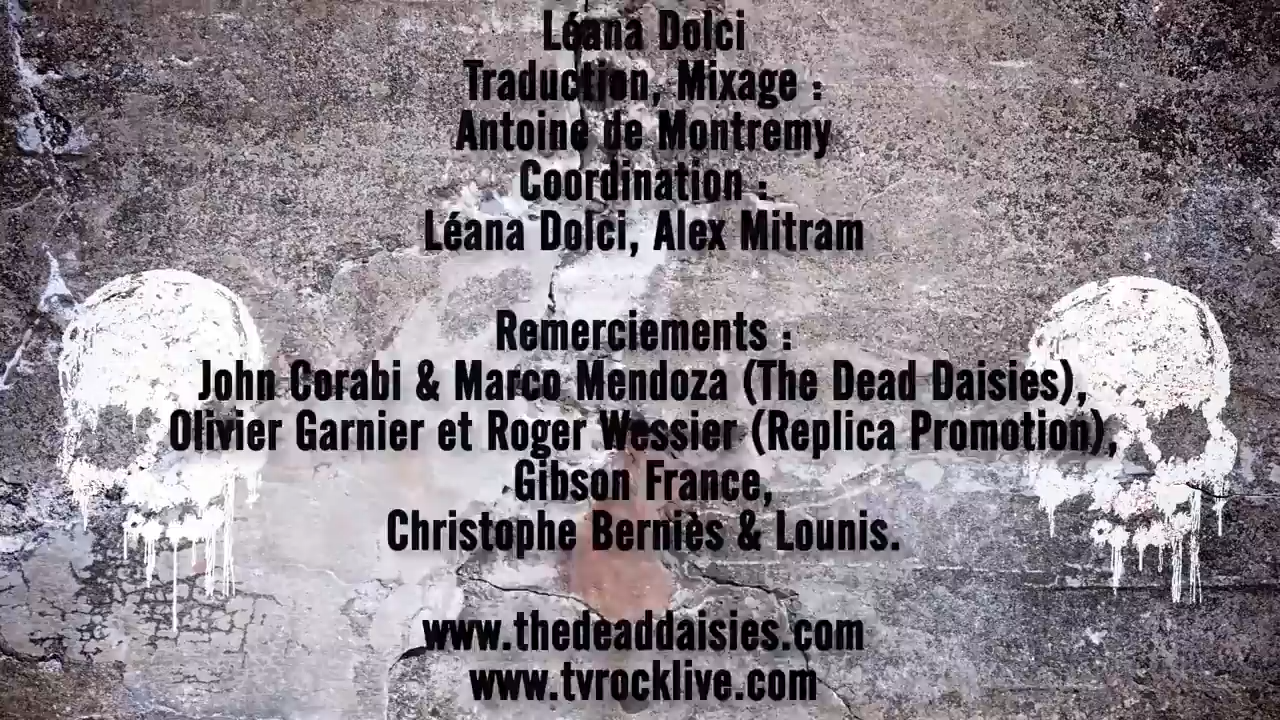 Léana Dolci
Traduction, Mixage :
Antoine de Montremy
Coordination :
Léana Dolci, Alex Mitram
Remerciements :
John Corabi & Marco Mendoza (The Dead Daisies),
Olivier Garnier et Roger Wessier (Replica Promotion),
Gibson France,
Christophe Berniès & Lounis.
www.thedeaddaisies.com
www.tvrocklive.com